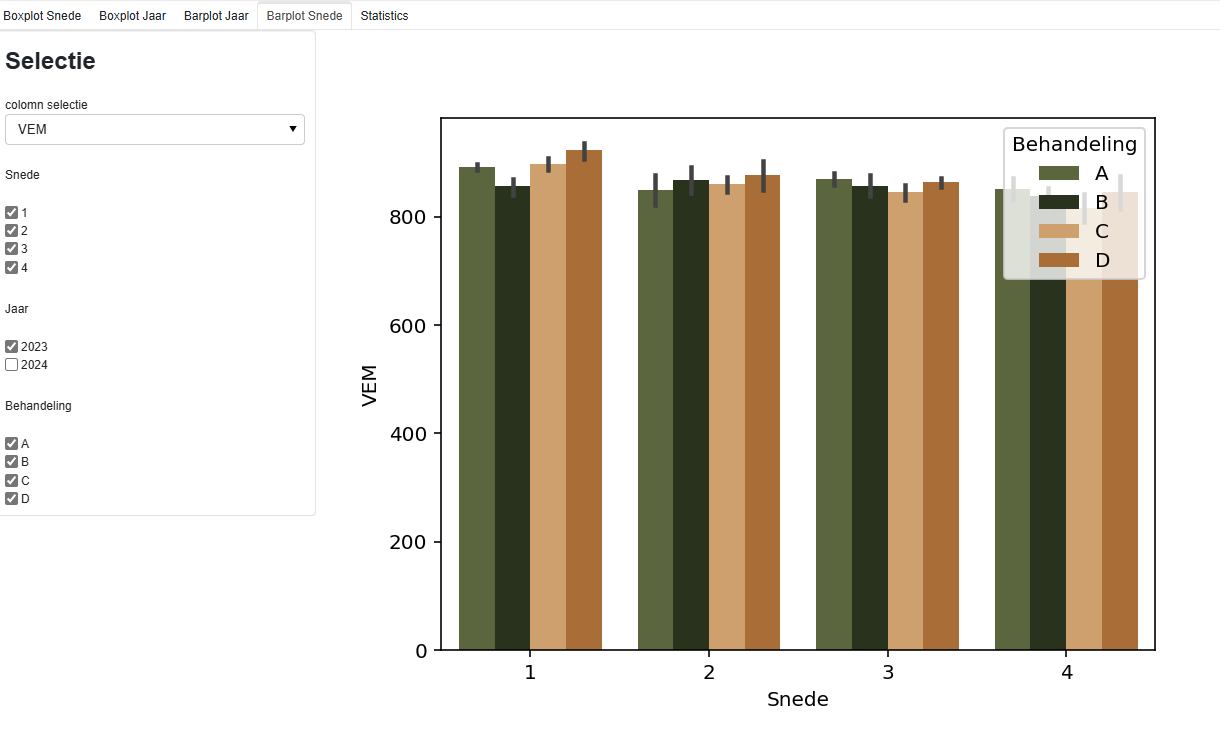 Boxplot Snede Boxplot Jaar Barplot Jaar Barplot Snede Statistics
Selectie
colomn selectie
VEM
Snede
1
2
3
4
Jaar
2023
2024
Behandeling
A
B
C
D
Behandeling
A
B
C
D
800
600
400
200
0
VEM
1 2 3 4
Snede